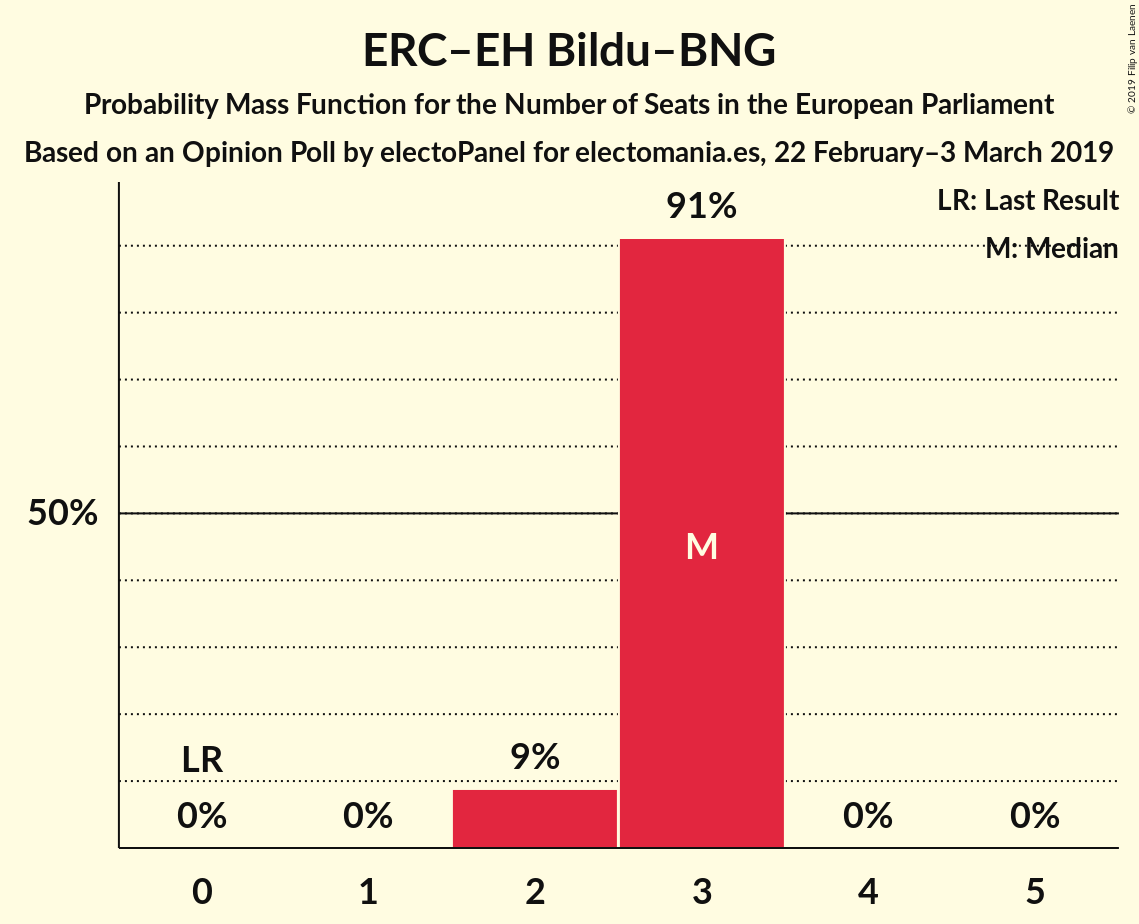 ERC–EH Bildu–BNG
Probability Mass Function for the Number of Seats in the European Parliament
Based on an Opinion Poll by electoPanel for electomania.es, 22 February–3 March 2019
© 2019 Filip van Laenen
LR: Last Result
M: Median
91%
50%
M
LR
9%
0%
0%
0%
0%
0
1
2
3
4
5